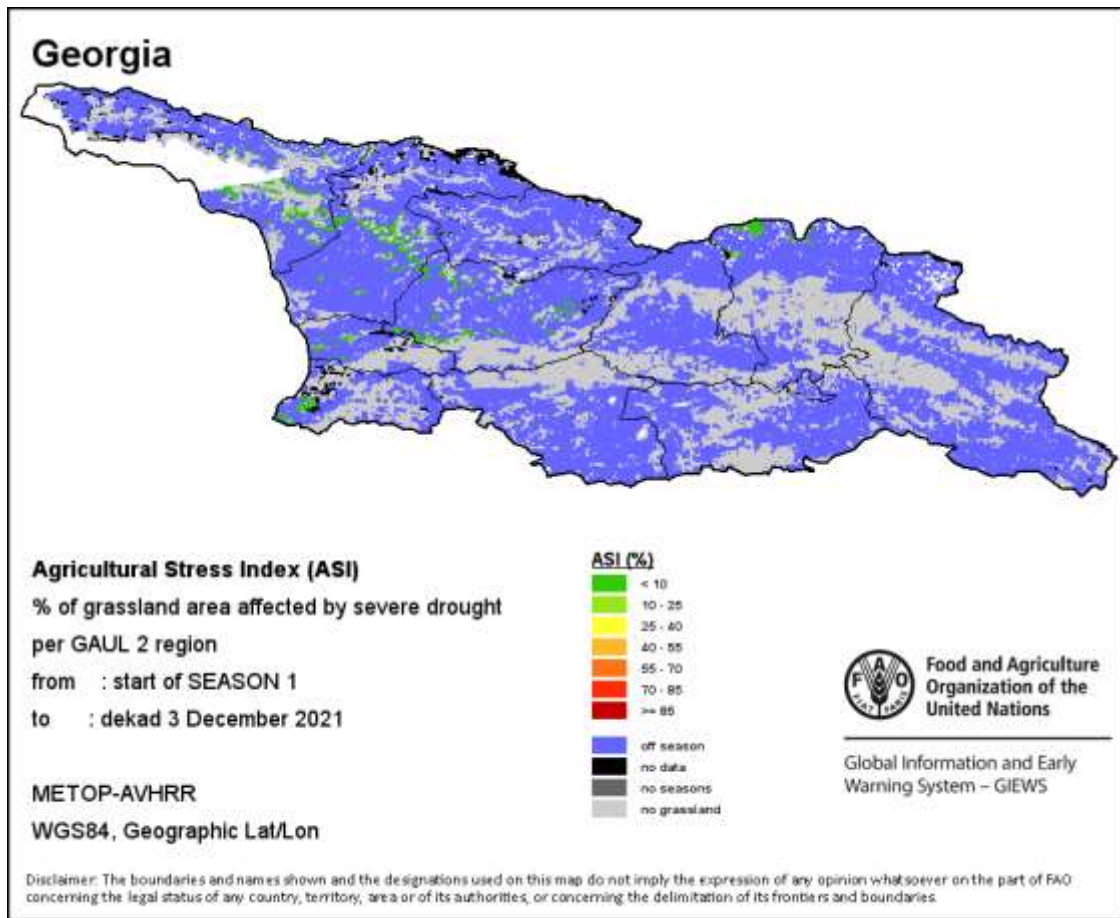 Georgia
Agricultural Stress Index (ASI)
% of grassland area affected by severe drought
per GAUL 2 region
from : start of SEASON 1
to : dekad 3 December 2021
METOP-AVHRR
WGS84, Geographic Lat/Lon
ASI (%)
< 10
10 - 25
25 - 40
40 - 55
55 - 70
70 - 85
>= 85
off season
no data
no seasons
no grassland
F A O
FIAT PANIS
Food and Agriculture
Organization of the
United Nations
Global Information and Early
Warning System – GIEWS
Disclaimer: The boundaries and names shown and the designations used on this map do not imply the expression of any opinion whatsoever on the part of FAO
concerning the legal status of any country, territory, area or of its authorities, or concerning the delimitation of its frontiers and boundaries.